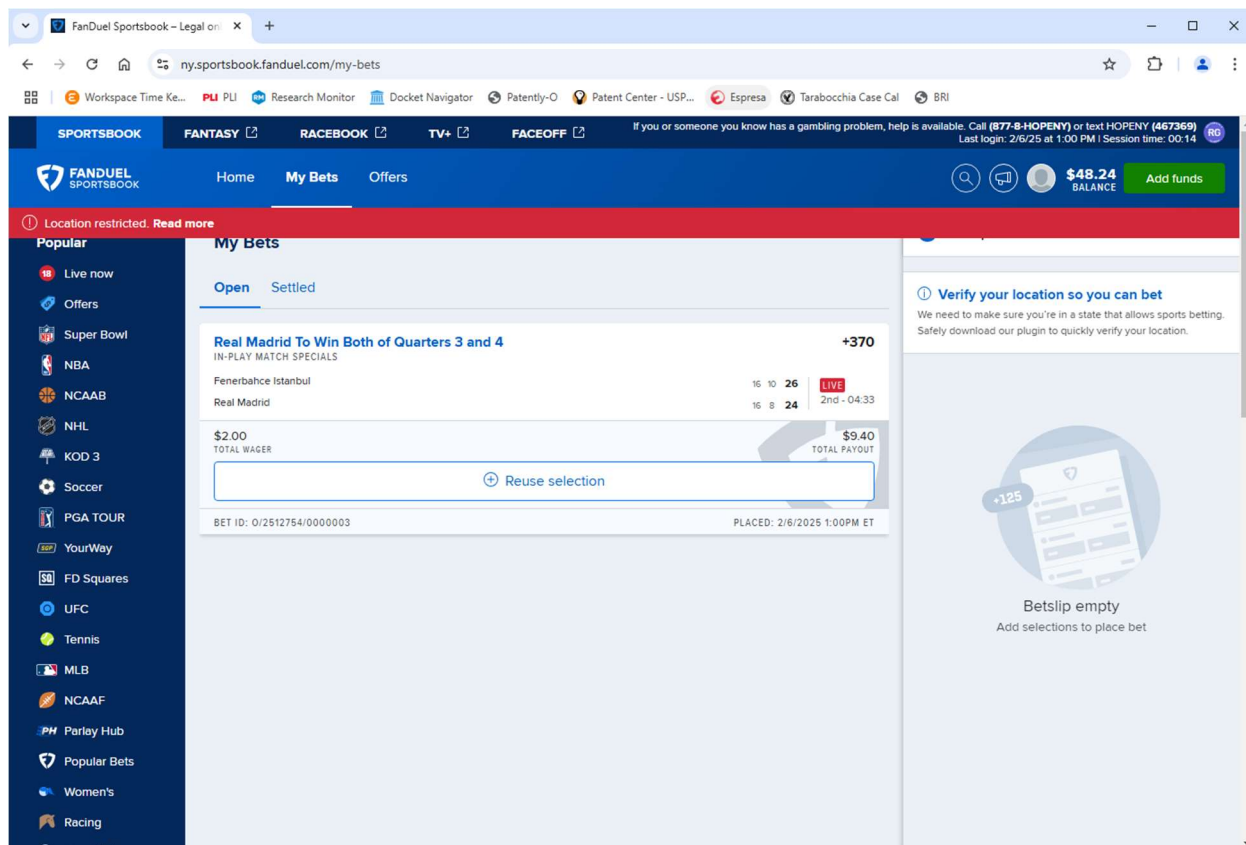 FanDuel Sportsbook – Legal onl
ny.sportsbook.fanduel.com/my-bets
Workspace Time Ke... PLI PLI Research Monitor Docket Navigator Patently-O Patent Center - USP... Espresa Tarabocchia Case Cal BRI
SPORTSBOOK FANTASY RACEBOOK TV+ FACEOFF
If you or someone you know has a gambling problem, help is available. Call (877-8-HOPENY) or text HOPENY (467369)
Last login: 2/6/25 at 1:00 PM | Session time: 00:14
RG
FANDUEL
SPORTSBOOK
Home My Bets Offers
$48.24
BALANCE
Add funds
Location restricted. Read more
Popular
18 Live now
Offers
Super Bowl
NBA
NCAAB
NHL
KOD 3
Soccer
PGA TOUR
SGP YourWay
SQ FD Squares
UFC
Tennis
MLB
NCAAF
PH Parlay Hub
Popular Bets
Women's
Racing
My Bets
Open Settled
Real Madrid To Win Both of Quarters 3 and 4 +370
IN-PLAY MATCH SPECIALS
Fenerbahce Istanbul 16 10 26 LIVE
Real Madrid 16 8 24 2nd - 04:33
$2.00 $9.40
TOTAL WAGER TOTAL PAYOUT
Reuse selection
BET ID: O/2512754/0000003 PLACED: 2/6/2025 1:00PM ET
Verify your location so you can bet
We need to make sure you're in a state that allows sports betting.
Safely download our plugin to quickly verify your location.
+125
Betslip empty
Add selections to place bet